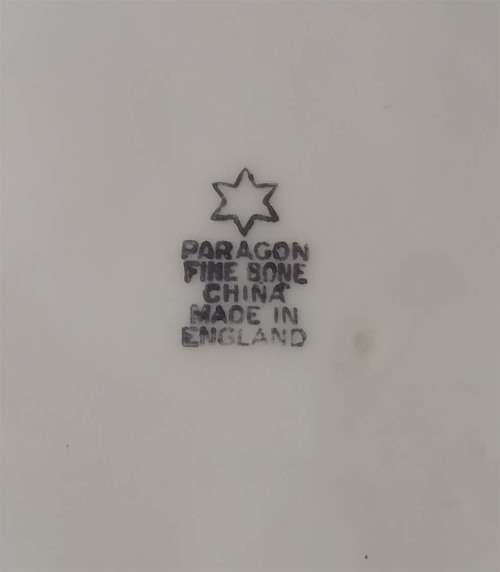 PARAGON
FINE BONE
CHINA
MADE IN
ENGLAND